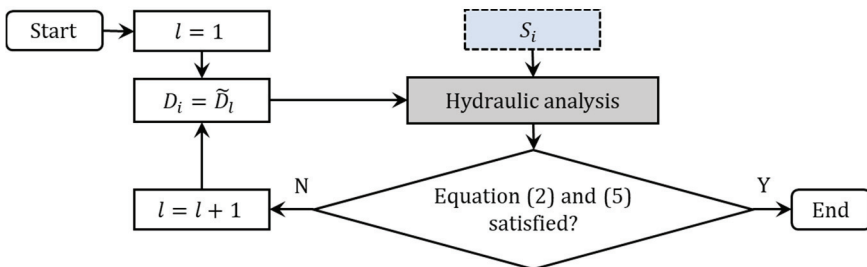 Start
l = 1
S_i
D_i = D̃_l
Hydraulic analysis
N
Equation (2) and (5)
satisfied?
Y
l = l + 1
End